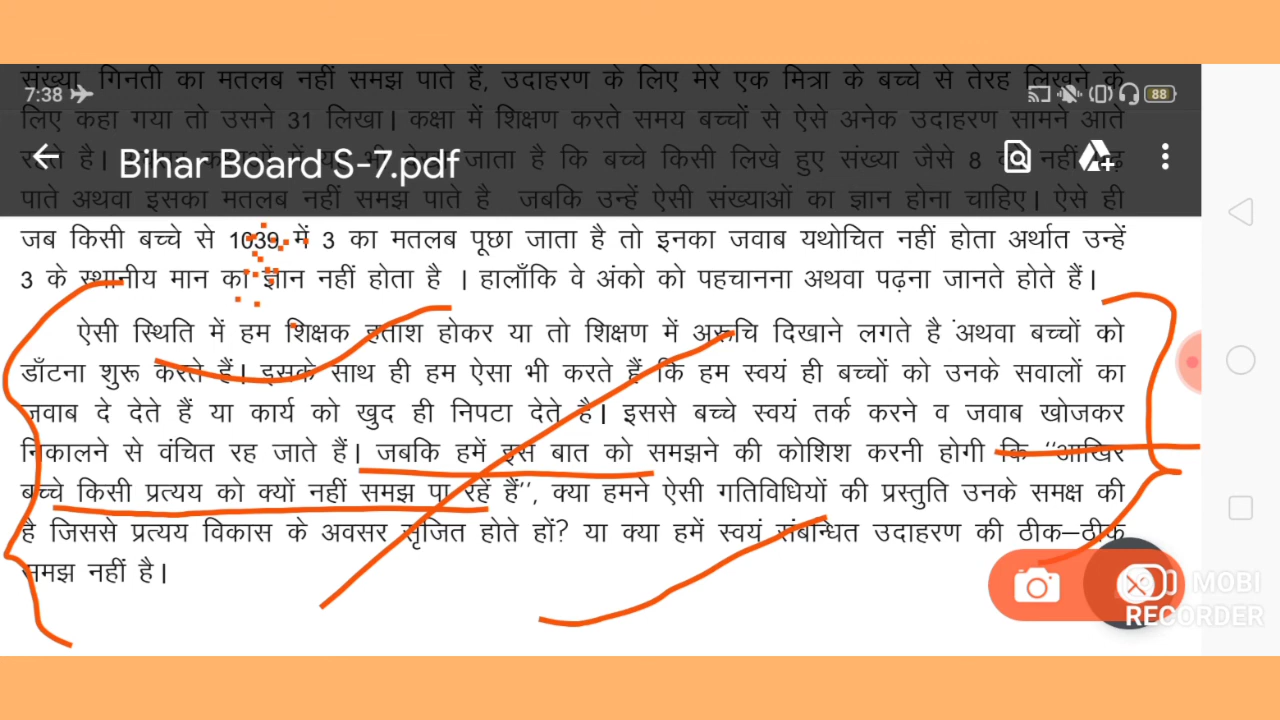 संख्या, गिनती का मतलब नहीं समझ पाते हैं, उदाहरण के लिए मेरे एक मित्रा के बच्चे से तेरह लिखने के
7:38
88
लिए कहा गया तो उसने 31 लिखा। कक्षा में शिक्षण करते समय बच्चों से ऐसे अनेक उदाहरण सामने आते
Bihar Board S-7.pdf
रहते है। जाता है कि बच्चे किसी लिखे हुए संख्या जैसे 8 नहीं
पाते अथवा इसका मतलब नहीं समझ पाते है जबकि उन्हें ऐसी संख्याओं का ज्ञान होना चाहिए। ऐसे ही
जब किसी बच्चे से 1039 में 3 का मतलब पूछा जाता है तो इनका जवाब यथोचित नहीं होता अर्थात उन्हें
3 के स्थानीय मान का ज्ञान नहीं होता है । हालाँकि वे अंको को पहचानना अथवा पढ़ना जानते होते हैं।
ऐसी स्थिति में हम शिक्षक हताश होकर या तो शिक्षण में अरूचि दिखाने लगते है अथवा बच्चों को
डाँटना शुरू करते हैं। इसके साथ ही हम ऐसा भी करते हैं कि हम स्वयं ही बच्चों को उनके सवालों का
जवाब दे देते हैं या कार्य को खुद ही निपटा देते है। इससे बच्चे स्वयं तर्क करने व जवाब खोजकर
निकालने से वंचित रह जाते हैं। जबकि हमें इस बात को समझने की कोशिश करनी होगी कि ‘‘आखिर
बच्चे किसी प्रत्यय को क्यों नहीं समझ पा रहें हैं’’, क्या हमने ऐसी गतिविधियों की प्रस्तुति उनके समक्ष की
है जिससे प्रत्यय विकास के अवसर सृजित होते हों? या क्या हमें स्वयं संबन्धित उदाहरण की ठीक–ठीक
समझ नहीं है।
MOBI
RECORDER